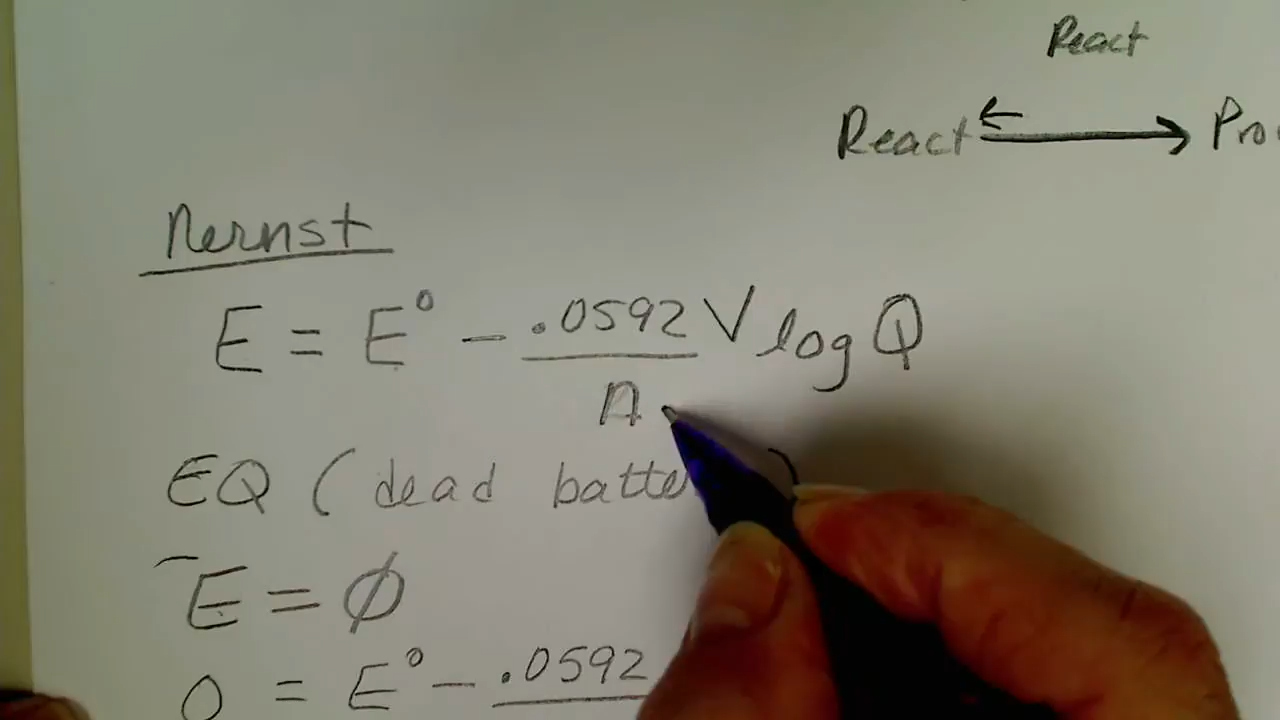 React
React ⇄ Pro
Nernst
E = E° - .0592 V log Q
n
EQ (dead batte )
E = ∅
0 = E° - .0592